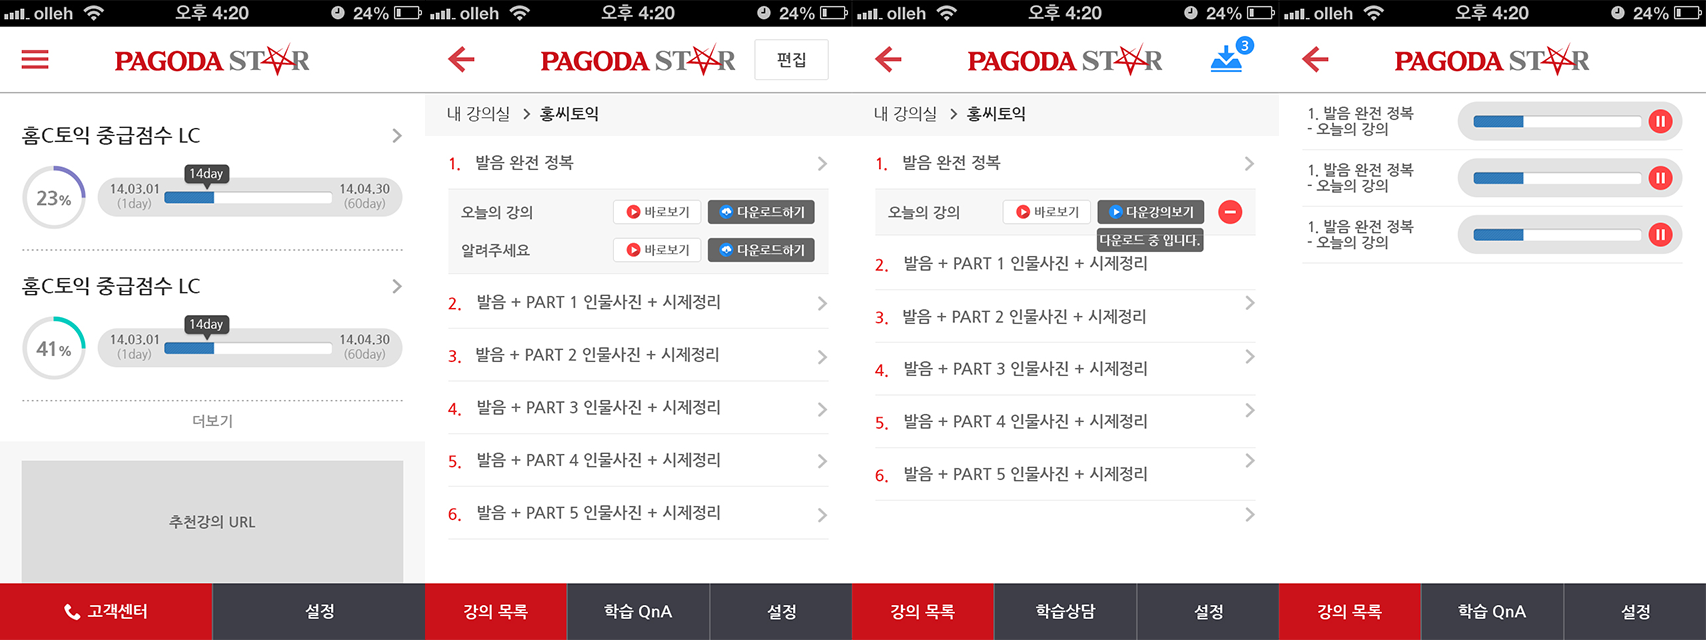 olleh 오후 4:20 24%
PAGODA STAR
홈C토익 중급점수 LC
14day
23%
14.03.01 14.04.30
(1day) (60day)
홈C토익 중급점수 LC
14day
41%
14.03.01 14.04.30
(1day) (60day)
더보기
추천강의 URL
고객센터 설정
olleh 오후 4:20 24%
PAGODA STAR 편집
내 강의실 > 홍씨토익
1. 발음 완전 정복
오늘의 강의 바로보기 다운로드하기
알려주세요 바로보기 다운로드하기
2. 발음 + PART 1 인물사진 + 시제정리
3. 발음 + PART 2 인물사진 + 시제정리
4. 발음 + PART 3 인물사진 + 시제정리
5. 발음 + PART 4 인물사진 + 시제정리
6. 발음 + PART 5 인물사진 + 시제정리
강의 목록 학습 QnA 설정
olleh 오후 4:20 24%
PAGODA STAR 3
내 강의실 > 홍씨토익
1. 발음 완전 정복
오늘의 강의 바로보기 다운강의보기
다운로드 중 입니다.
2. 발음 + PART 1 인물사진 + 시제정리
3. 발음 + PART 2 인물사진 + 시제정리
4. 발음 + PART 3 인물사진 + 시제정리
5. 발음 + PART 4 인물사진 + 시제정리
6. 발음 + PART 5 인물사진 + 시제정리
강의 목록 학습상담 설정
olleh 오후 4:20 24%
PAGODA STAR
1. 발음 완전 정복
- 오늘의 강의
1. 발음 완전 정복
- 오늘의 강의
1. 발음 완전 정복
- 오늘의 강의
강의 목록 학습 QnA 설정